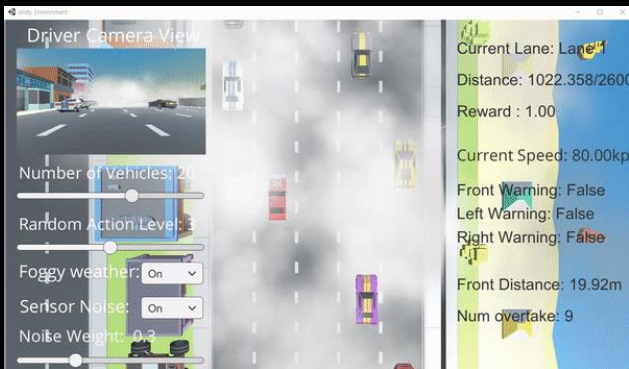 Unity Environment
Driver Camera View
Number of Vehicles: 20
Random Action Level: 3
Foggy weather: On
Sensor Noise: On
Noise Weight: 0.3
Current Lane: Lane 1
Distance: 1022.358/2600
Reward : 1.00
Current Speed: 80.00kp
Front Warning: False
Left Warning: False
Right Warning: False
Front Distance: 19.92m
Num overtake: 9